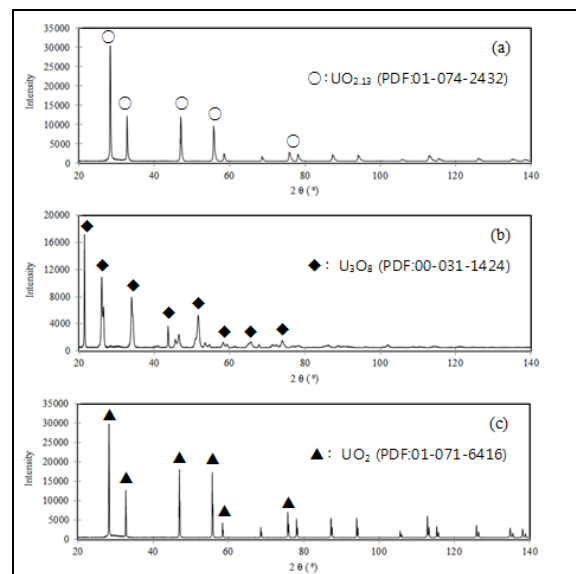 35000
30000
25000
20000
15000
10000
5000
0
Intensity
(a)
○ : UO2.13 (PDF:01-074-2432)
20 40 60 80 100 120 140
2 θ (°)
20000
16000
12000
8000
4000
0
Intensity
(b)
◆ : U3O8 (PDF:00-031-1424)
20 40 60 80 100 120 140
2 θ (°)
35000
30000
25000
20000
15000
10000
5000
0
Intensity
(c)
▲ : UO2 (PDF:01-071-6416)
20 40 60 80 100 120 140
2 θ (°)